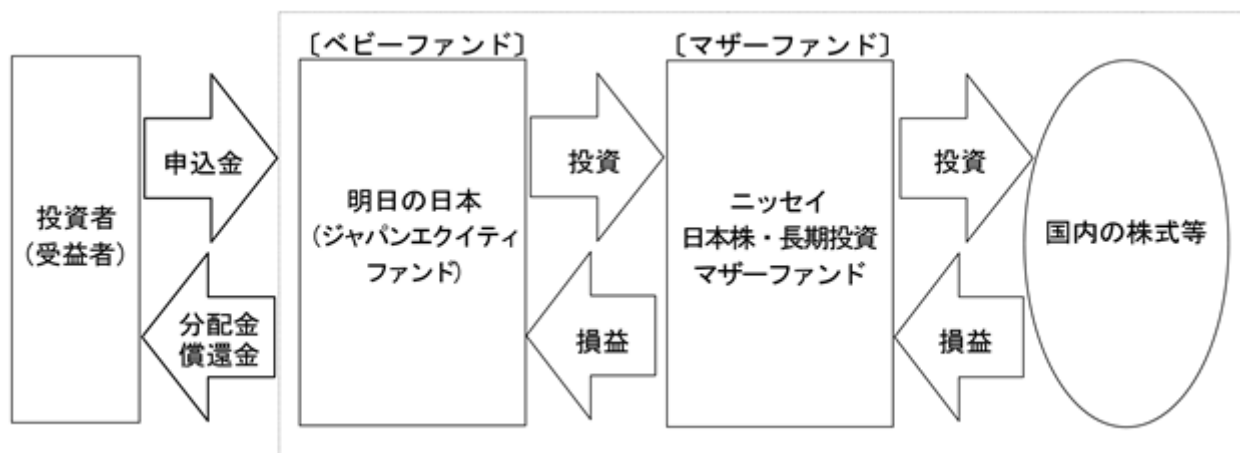 〔ベビーファンド〕
〔マザーファンド〕
投資者
（受益者）
申込金
分配金
償還金
明日の日本
（ジャパンエクイティ
ファンド）
投資
損益
ニッセイ
日本株・長期投資
マザーファンド
投資
損益
国内の株式等